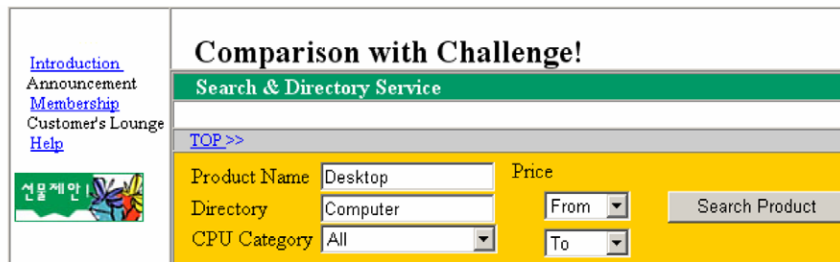 Introduction
Announcement
Membership
Customer's Lounge
Help
선물제안!
Comparison with Challenge!
Search & Directory Service
TOP >>
Product Name Desktop
Directory Computer
CPU Category All
Price
From
To
Search Product